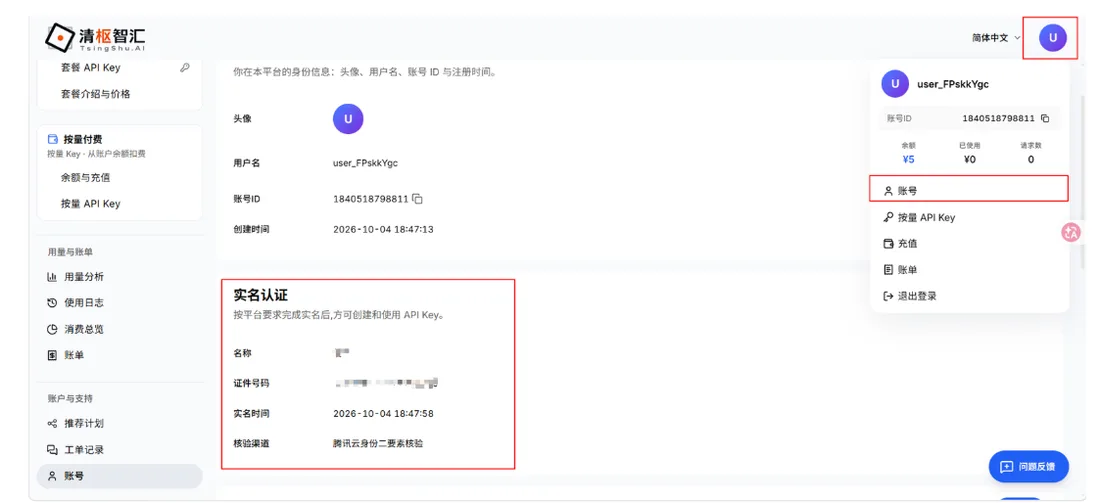 清枢智汇
TsingShu.AI
简体中文
U
套餐 API Key
套餐介绍与价格
按量付费
按量 Key · 从账户余额扣费
余额与充值
按量 API Key
用量与账单
用量分析
使用日志
消费总览
账单
账户与支持
推荐计划
工单记录
账号
你在本平台的身份信息：头像、用户名、账号 ID 与注册时间。
头像
U
用户名
user_FPskkYgc
账号ID
1840518798811
创建时间
2026-10-04 18:47:13
实名认证
按平台要求完成实名后,方可创建和使用 API Key。
名称
证件号码
实名时间
2026-10-04 18:47:58
核验渠道
腾讯云身份二要素核验
U
user_FPskkYgc
账号ID
1840518798811
余额
已使用
请求数
¥5
¥0
0
账号
按量 API Key
充值
账单
退出登录
问题反馈